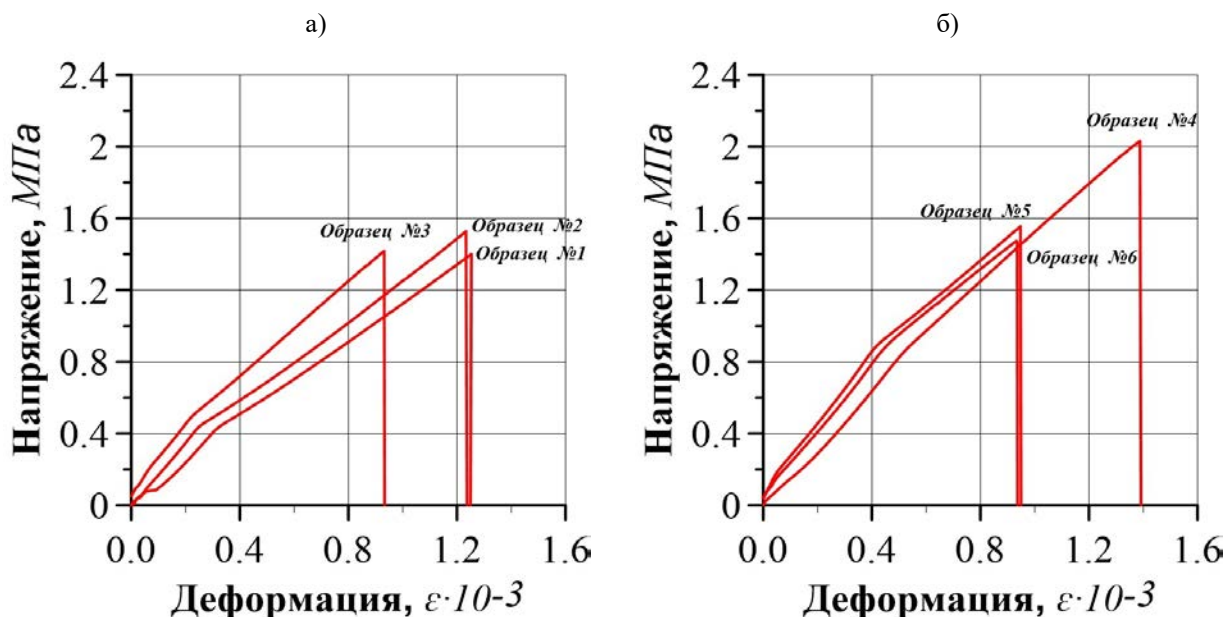 а)
б)
2.4
2
1.6
1.2
0.8
0.4
0
Напряжение, МПа
Образец №3
Образец №2
Образец №1
0.0 0.4 0.8 1.2 1.6
Деформация, ε·10-3
2.4
2
1.6
1.2
0.8
0.4
0
Напряжение, МПа
Образец №4
Образец №5
Образец №6
0.0 0.4 0.8 1.2 1.6
Деформация, ε·10-3